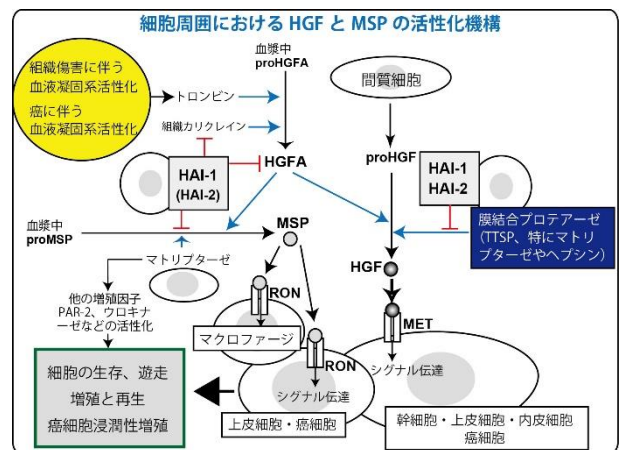 細胞周囲における HGF と MSP の活性化機構
組織傷害に伴う
血液凝固系活性化
癌に伴う
血液凝固系活性化
血漿中
proHGFA
トロンビン
組織カリクレイン
HGFA
HAI-1
(HAI-2)
間質細胞
proHGF
HAI-1
HAI-2
膜結合プロテアーゼ
(TTSP、特にマトリ
プターゼやヘプシン）
血漿中
proMSP
MSP
マトリプターゼ
HGF
RON
マクロファージ
MET
シグナル伝達
他の増殖因子
PAR-2、ウロキナ
ーゼなどの活性化
RON
シグナル伝達
細胞の生存、遊走
増殖と再生
癌細胞浸潤性増殖
上皮細胞・癌細胞
幹細胞・上皮細胞・内皮細胞
癌細胞